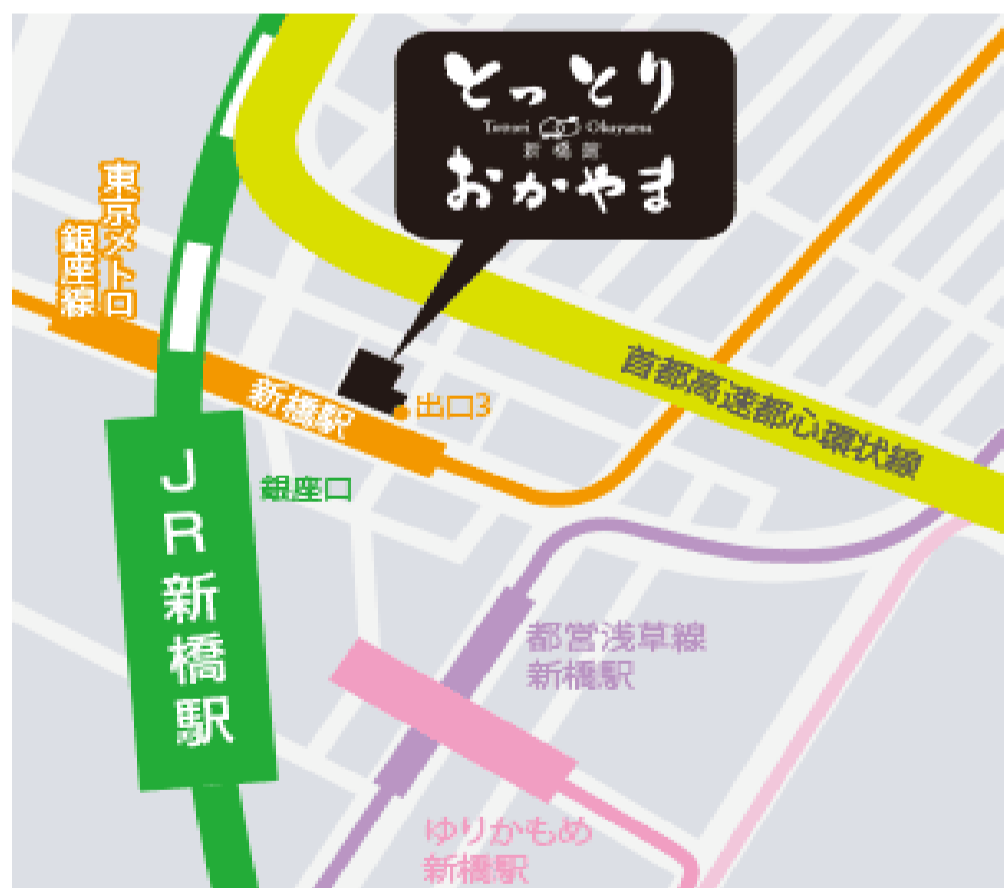 とっとり
Tottori Okayama
新橋館
おかやま
東京メトロ
銀座線
新橋駅
出口3
首都高速都心環状線
銀座口
JR新橋駅
都営浅草線
新橋駅
ゆりかもめ
新橋駅